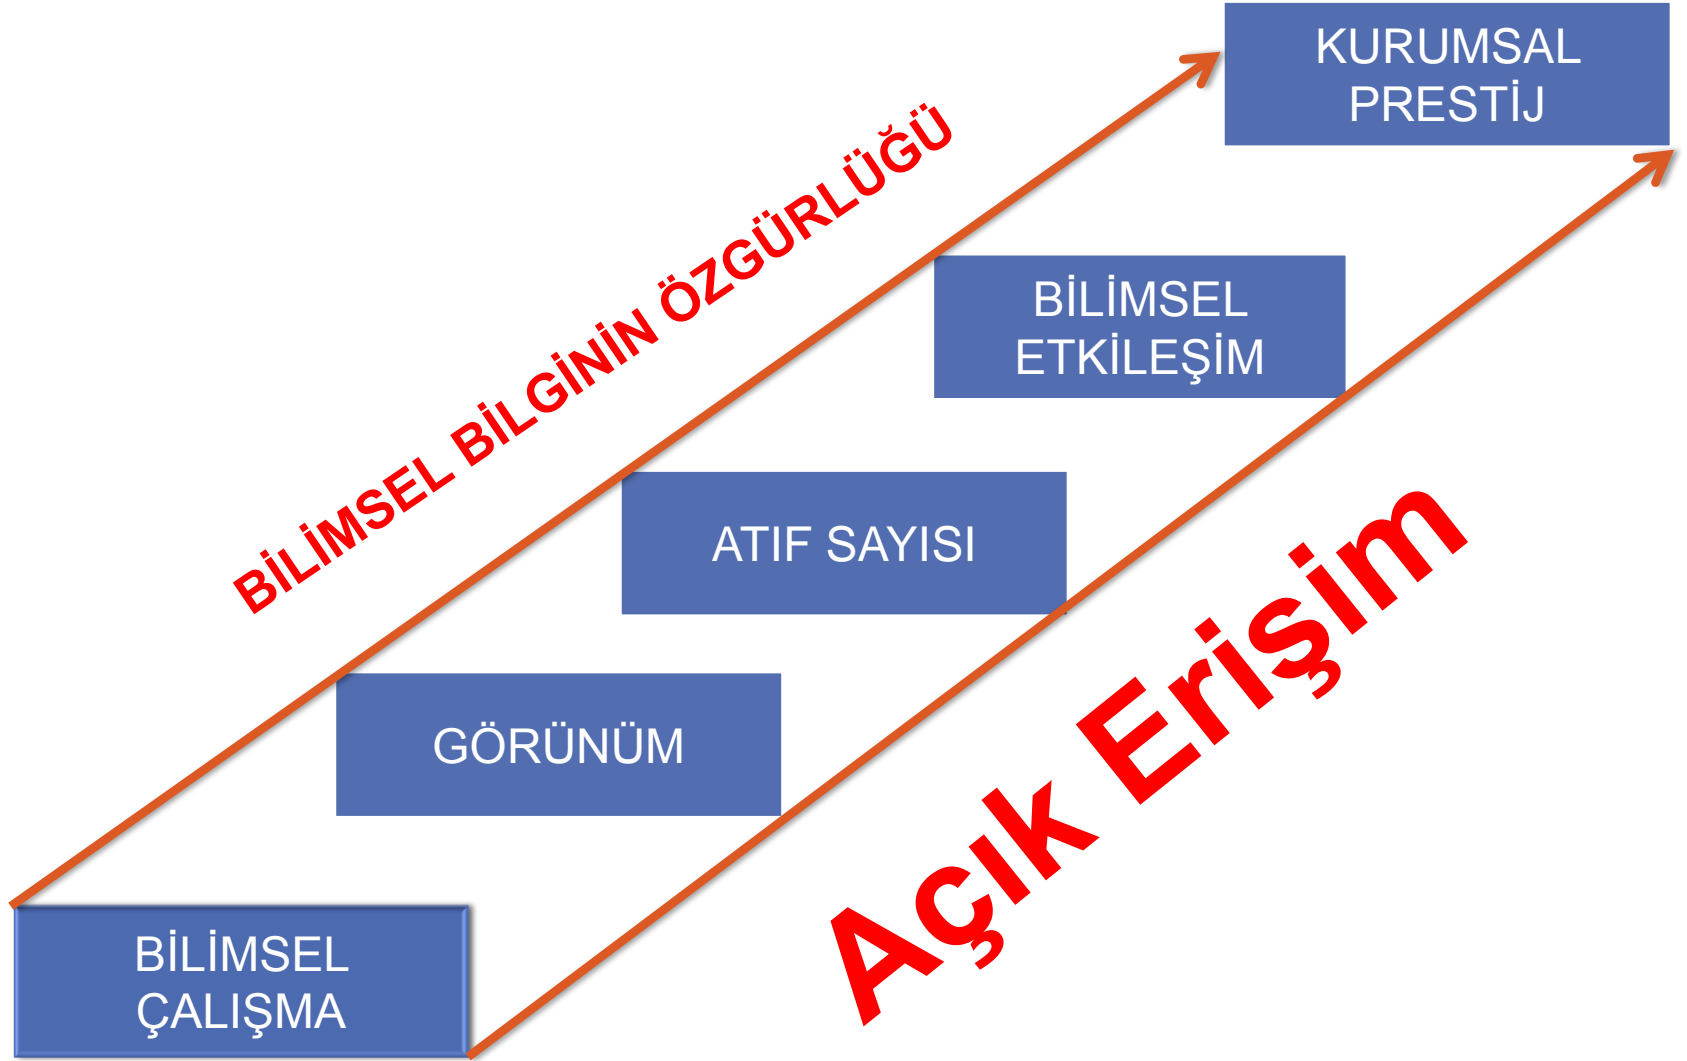 KURUMSAL
PRESTİJ
BİLİMSEL BİLGİNİN ÖZGÜRLÜĞÜ
BİLİMSEL
ETKİLEŞİM
ATIF SAYISI
Açık Erişim
GÖRÜNÜM
BİLİMSEL
ÇALIŞMA